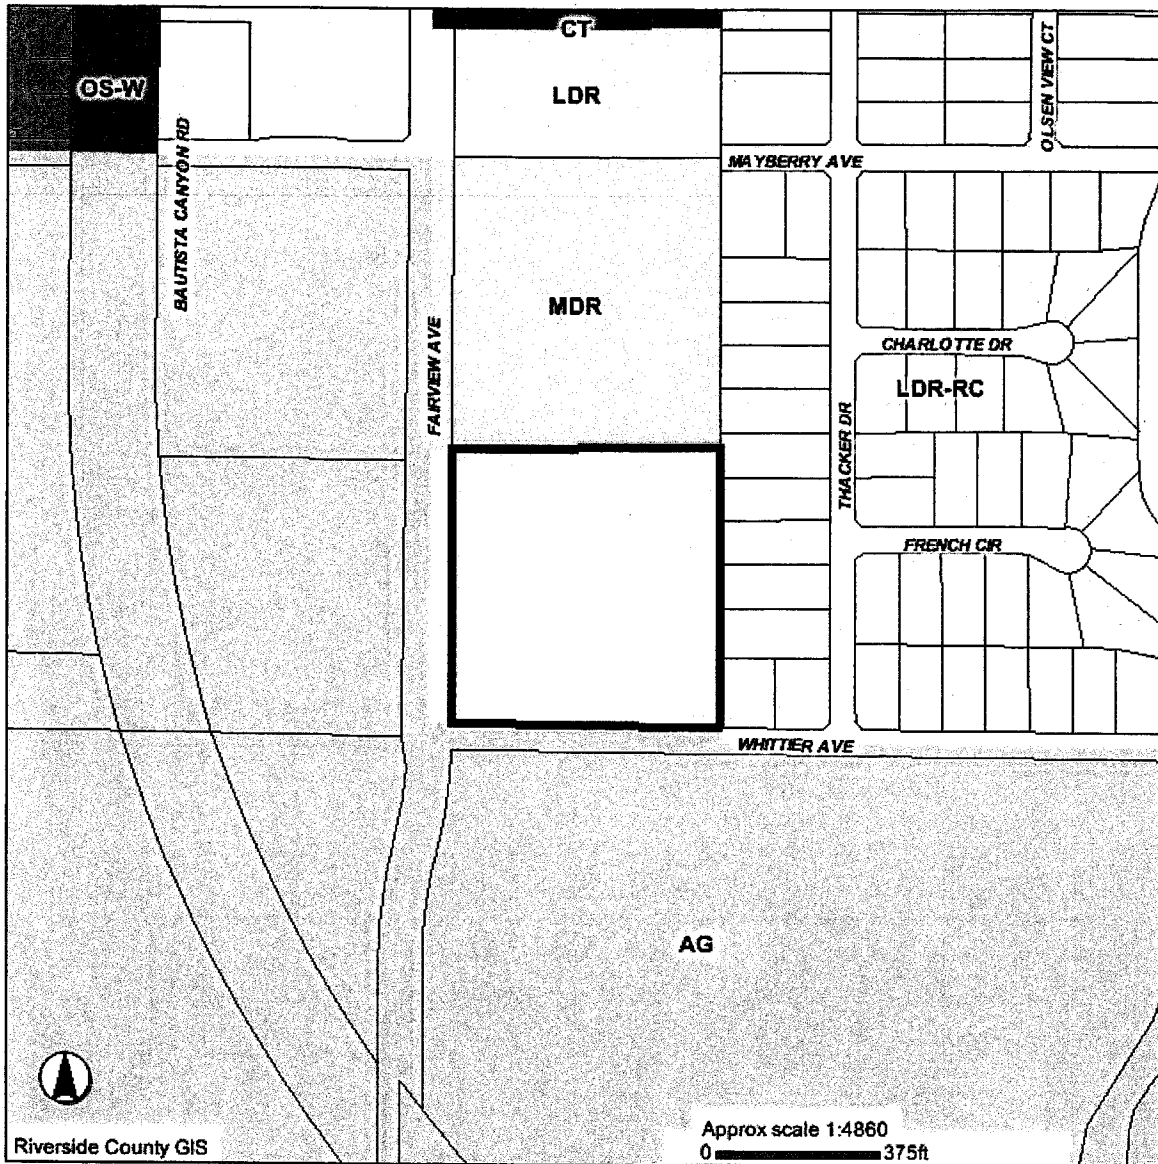 CT
OS-W
LDR
OLSEN VIEW CT
BAUTISTA CANYON RD
MAYBERRY AVE
MDR
FAIRVIEW AVE
CHARLOTTE DR
LDR-RC
THACKER DR
FRENCH CIR
WHITTIER AVE
AG
Approx scale 1:4860
0 375ft
Riverside County GIS